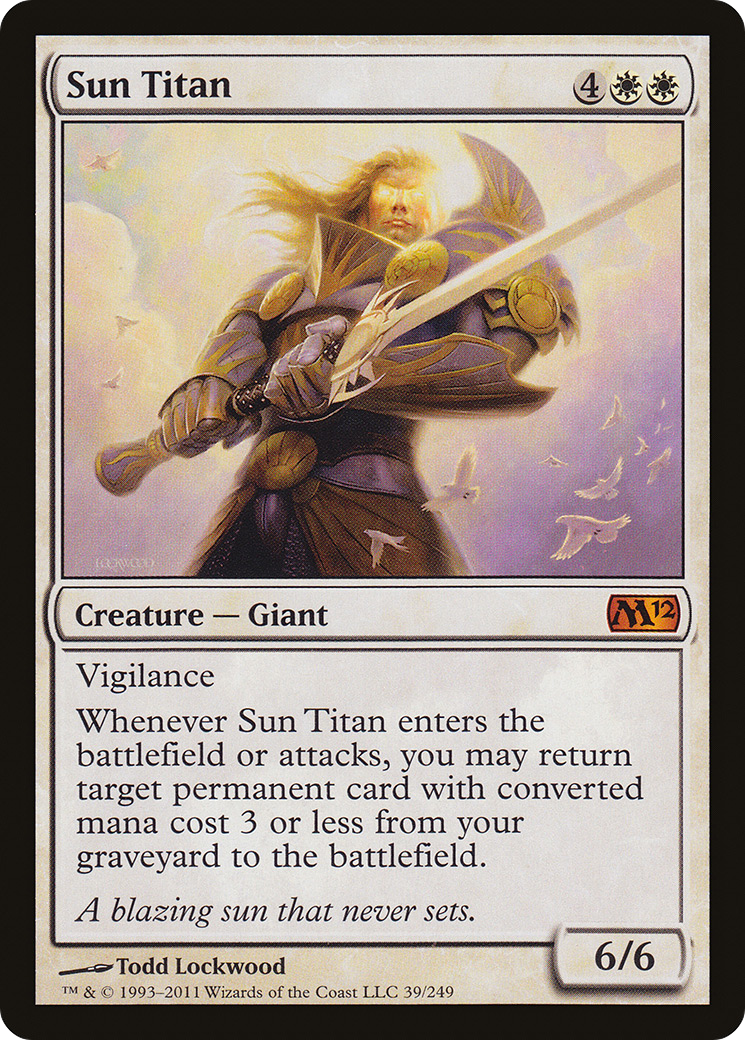 Sun Titan
4
LOCKWOOD
Creature — Giant
M12
Vigilance
Whenever Sun Titan enters the
battlefield or attacks, you may return
target permanent card with converted
mana cost 3 or less from your
graveyard to the battlefield.
A blazing sun that never sets.
6/6
Todd Lockwood
™ & © 1993–2011 Wizards of the Coast LLC 39/249